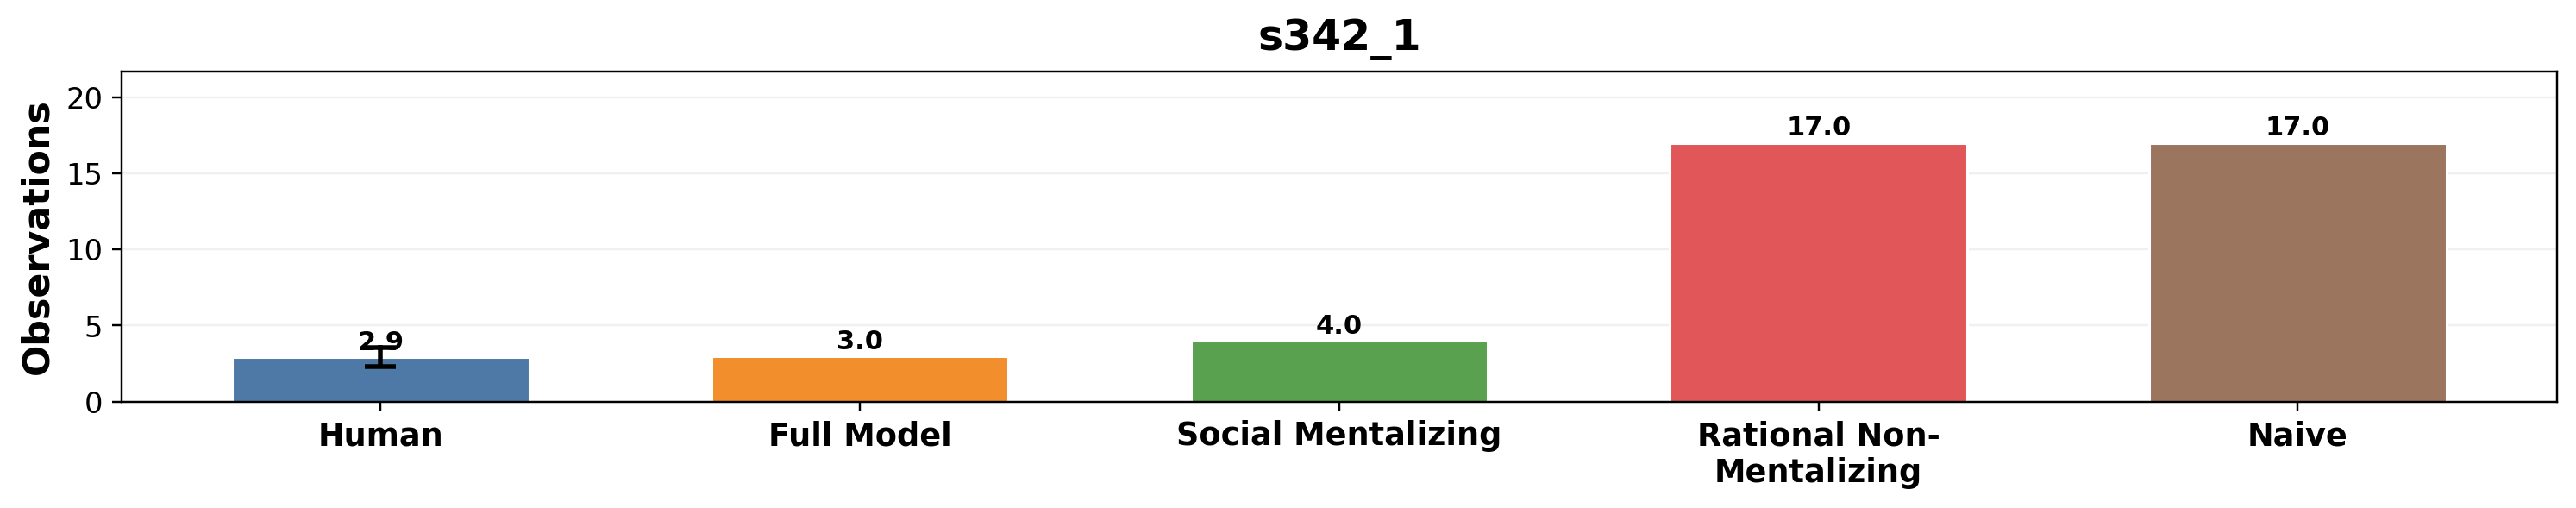 s342_1
Observations
20
15
10
5
0
2.9
3.0
4.0
17.0
17.0
Human
Full Model
Social Mentalizing
Rational Non-
Mentalizing
Naive